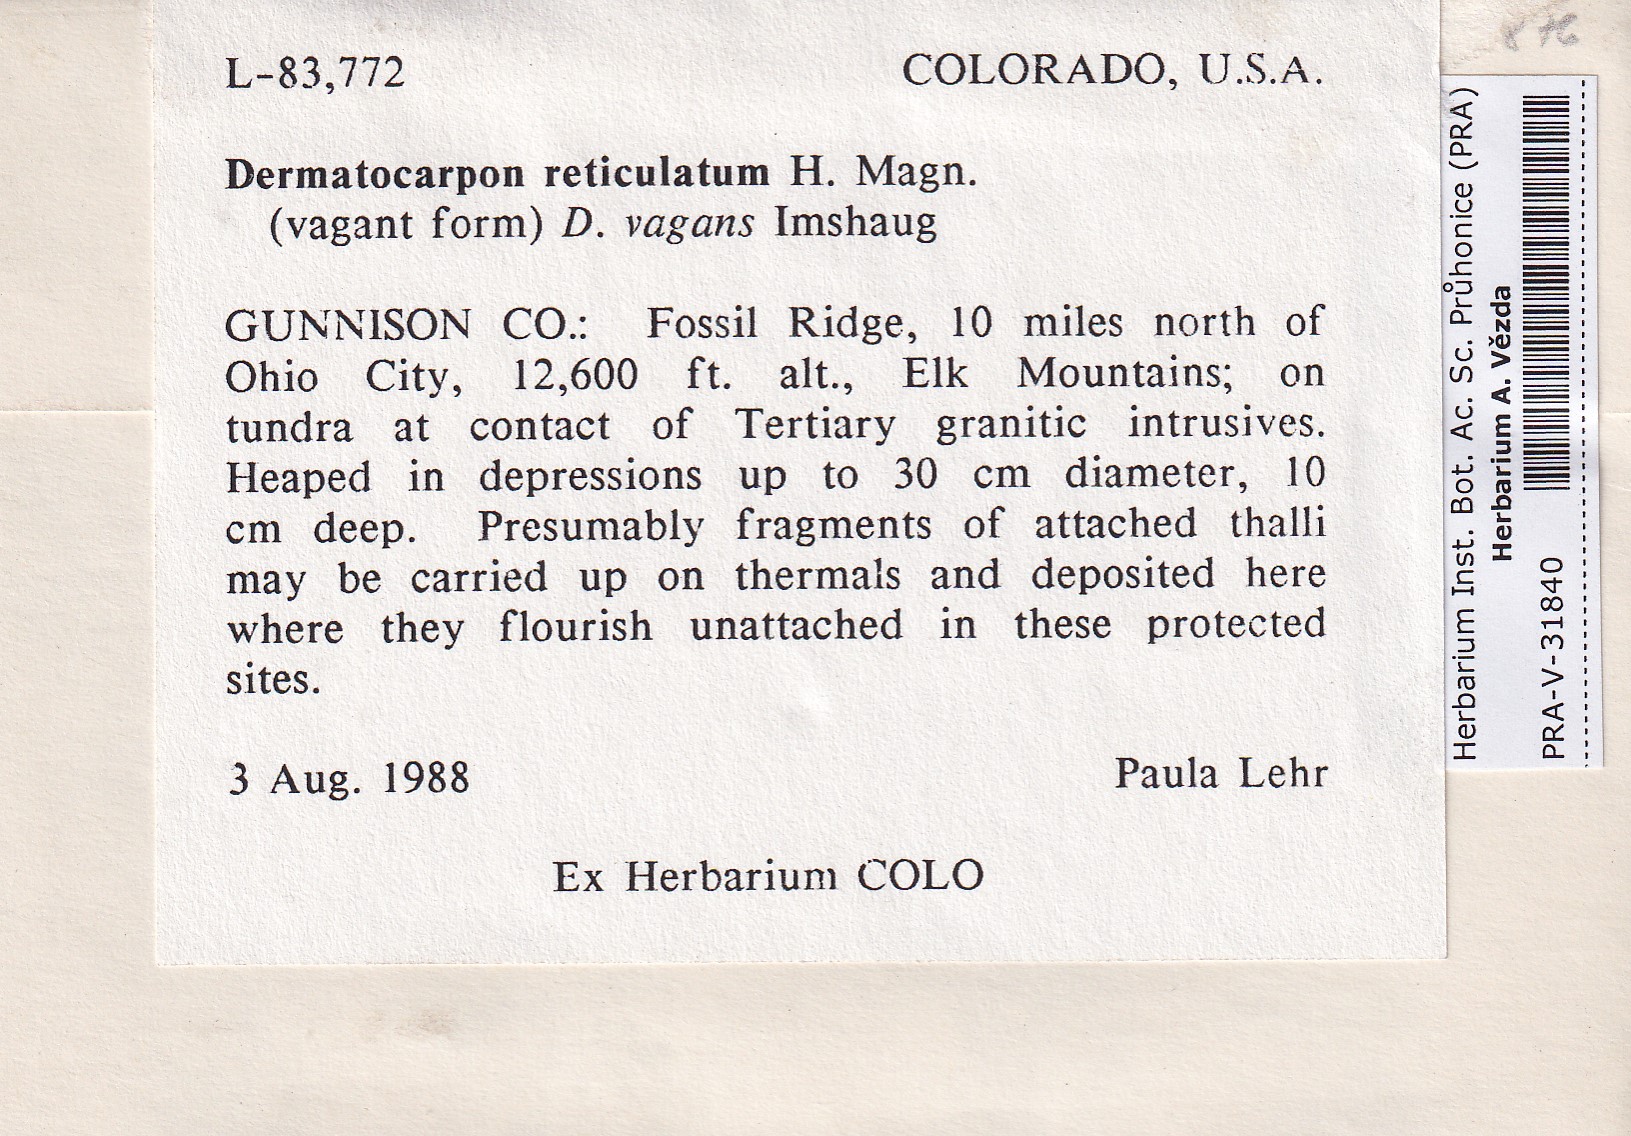 L-83,772 COLORADO, U.S.A.
Dermatocarpon reticulatum H. Magn.
(vagant form) D. vagans Imshaug
GUNNISON CO.: Fossil Ridge, 10 miles north of
Ohio City, 12,600 ft. alt., Elk Mountains; on
tundra at contact of Tertiary granitic intrusives.
Heaped in depressions up to 30 cm diameter, 10
cm deep. Presumably fragments of attached thalli
may be carried up on thermals and deposited here
where they flourish unattached in these protected
sites.
3 Aug. 1988 Paula Lehr
Ex Herbarium COLO
Herbarium Inst. Bot. Ac. Sc. Průhonice (PRA)
Herbarium A. Vězda
PRA-V-31840